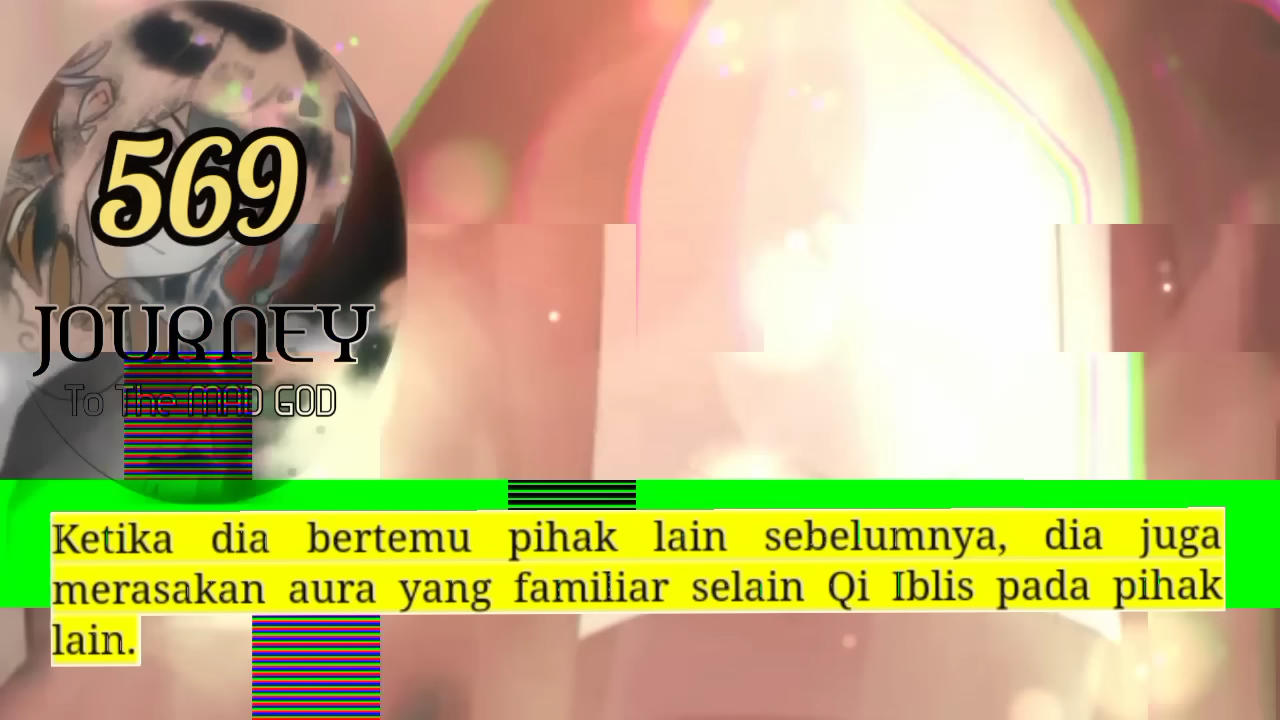 569
JOURNEY
To The MAD GOD
Ketika dia bertemu pihak lain sebelumnya, dia juga
merasakan aura yang familiar selain Qi Iblis pada pihak
lain.